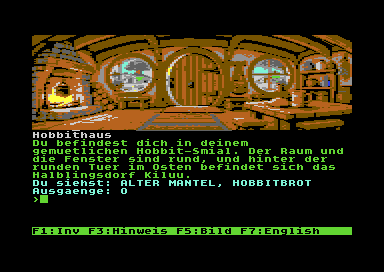 Hobbithaus
Du befindest dich in deinem
gemuetlichen Hobbit-Smial. Der Raum und
die Fenster sind rund, und hinter der
runden Tuer im Osten befindet sich das
Halblingsdorf Kiluu.
Du siehst: ALTER MANTEL, HOBBITBROT
Ausgaenge: O
>
F1:Inv F3:Hinweis F5:Bild F7:English